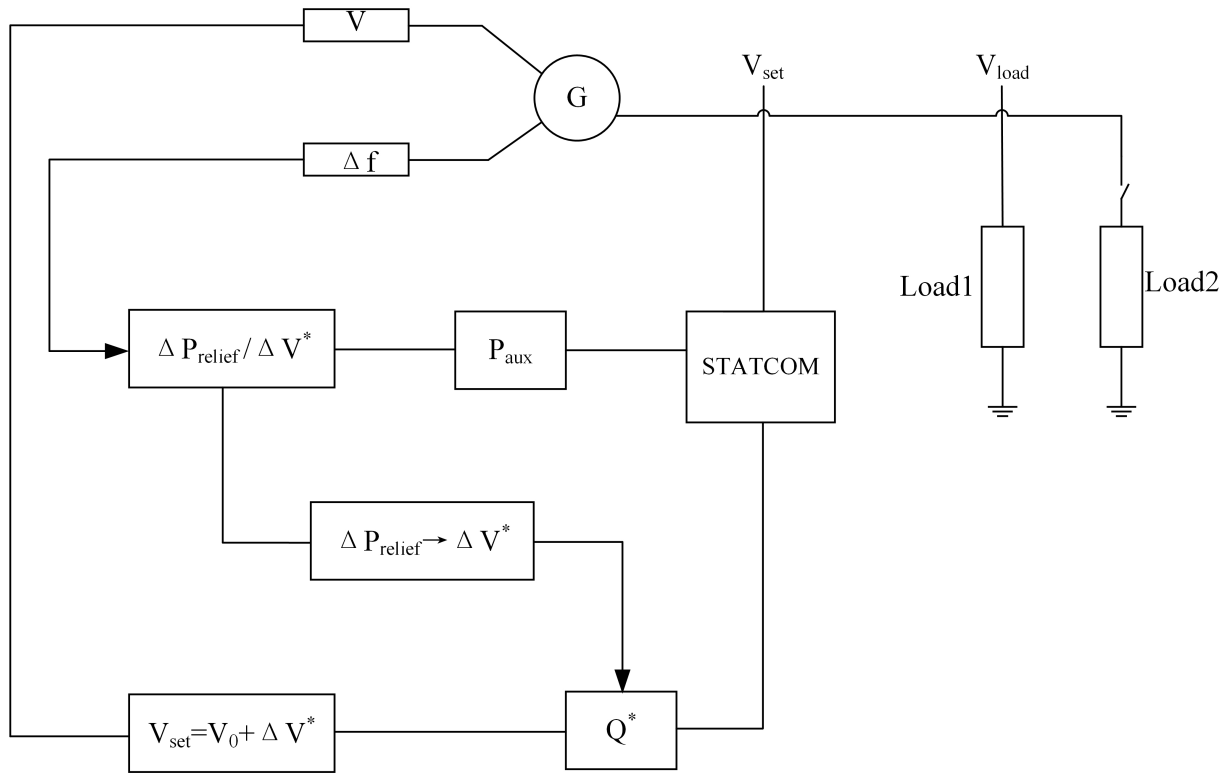 V
G
V_set
V_load
Δ f
Load1
Load2
Δ P_relief / Δ V*
P_aux
STATCOM
Δ P_relief → Δ V*
V_set=V_0+ Δ V*
Q*